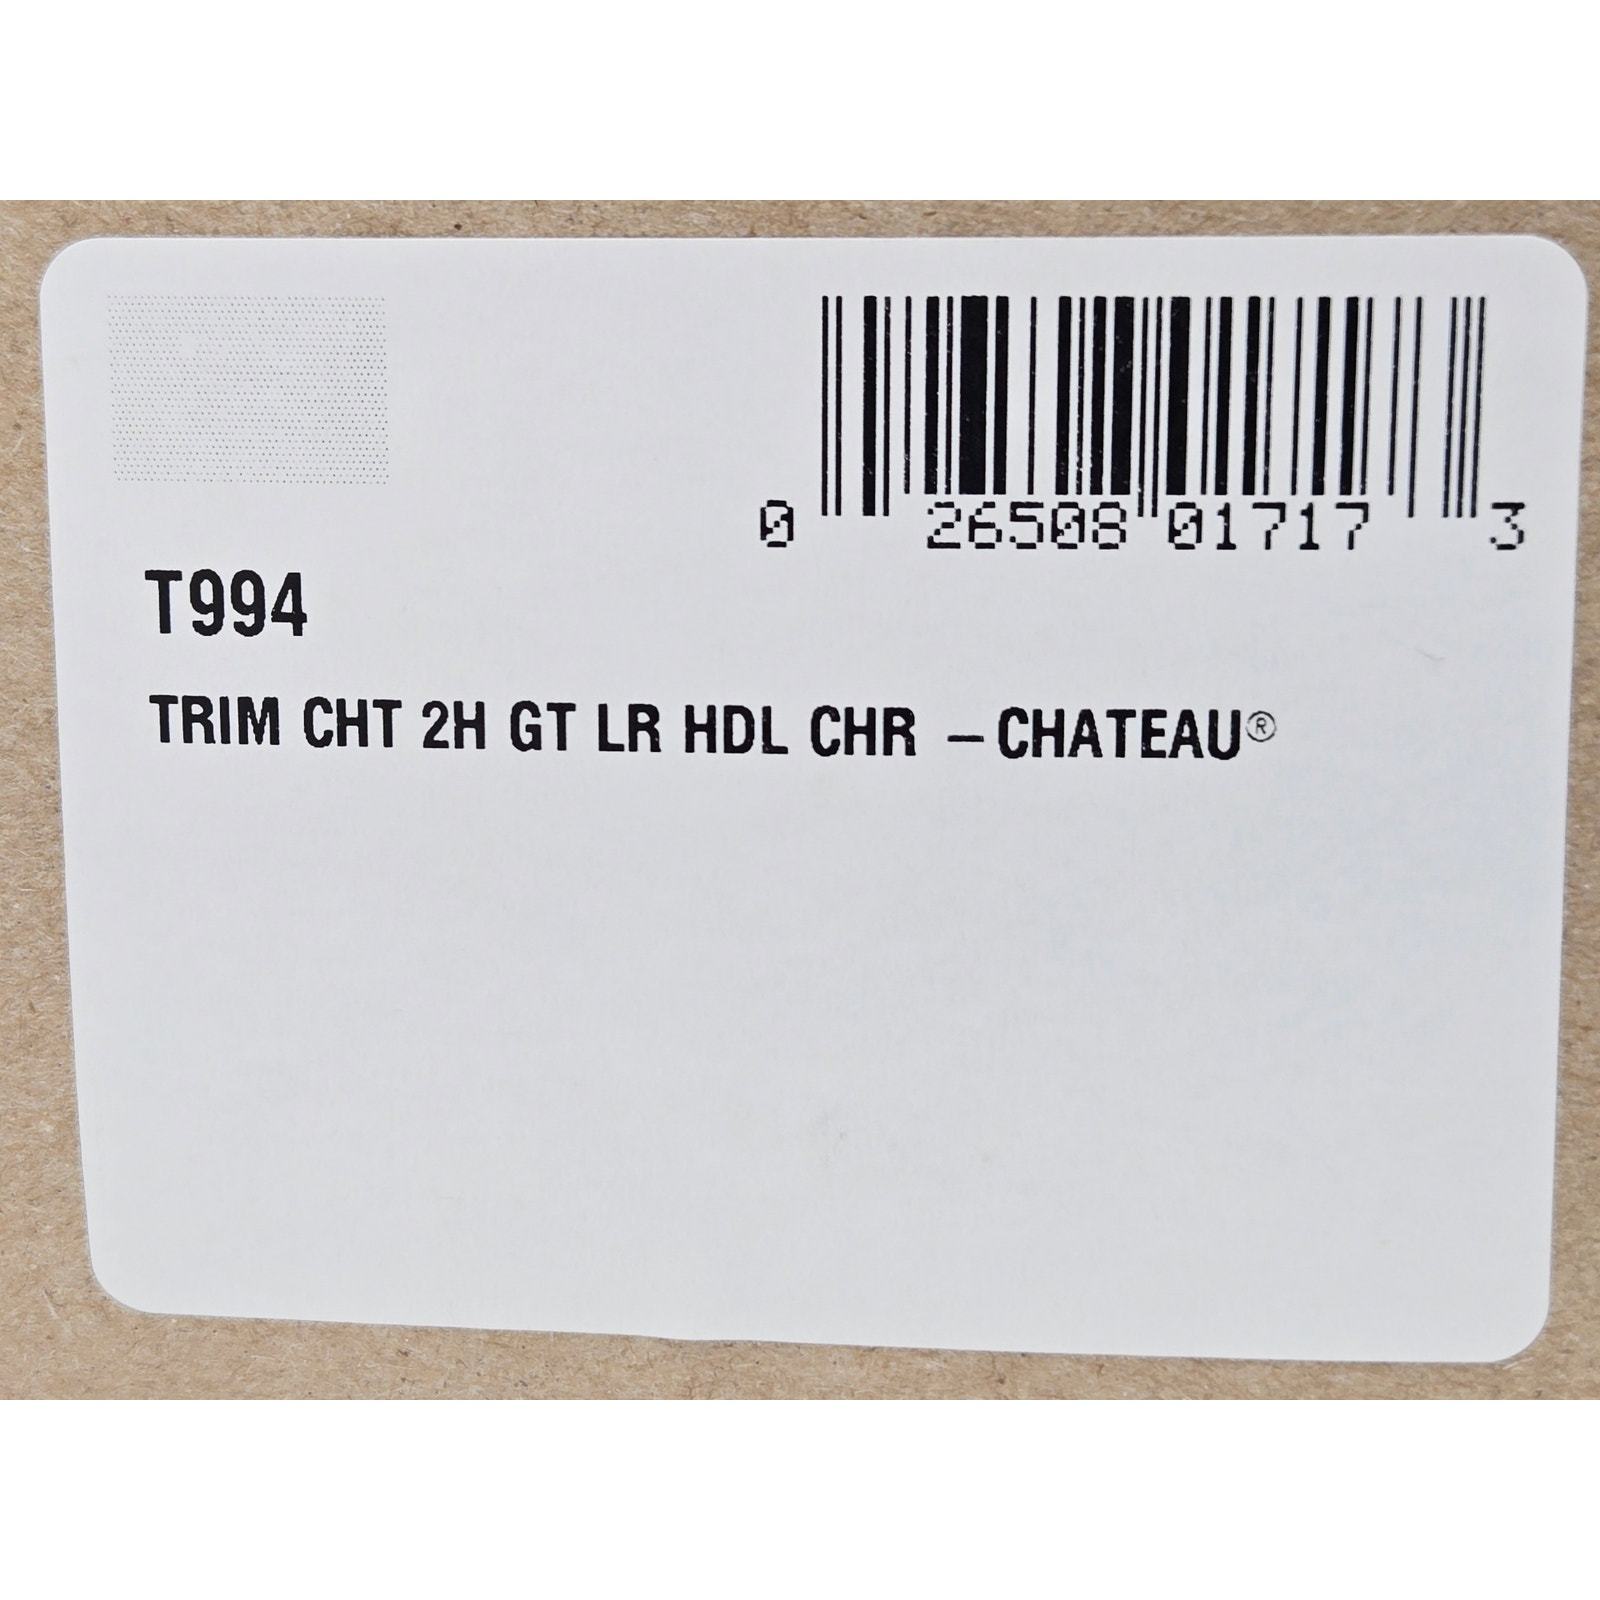 0 26508 01717 3
T994
TRIM CHT 2H GT LR HDL CHR – CHATEAU®